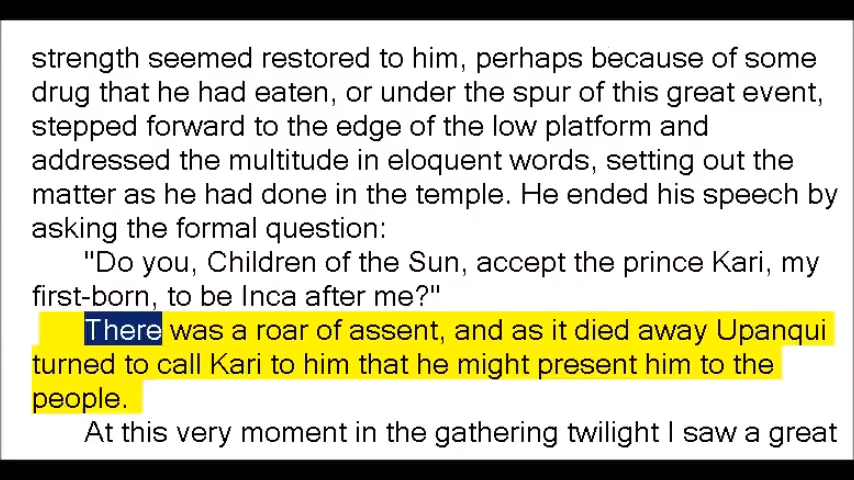 strength seemed restored to him, perhaps because of some
drug that he had eaten, or under the spur of this great event,
stepped forward to the edge of the low platform and
addressed the multitude in eloquent words, setting out the
matter as he had done in the temple. He ended his speech by
asking the formal question:
"Do you, Children of the Sun, accept the prince Kari, my
first-born, to be Inca after me?"
There was a roar of assent, and as it died away Upanqui
turned to call Kari to him that he might present him to the
people.
At this very moment in the gathering twilight I saw a great